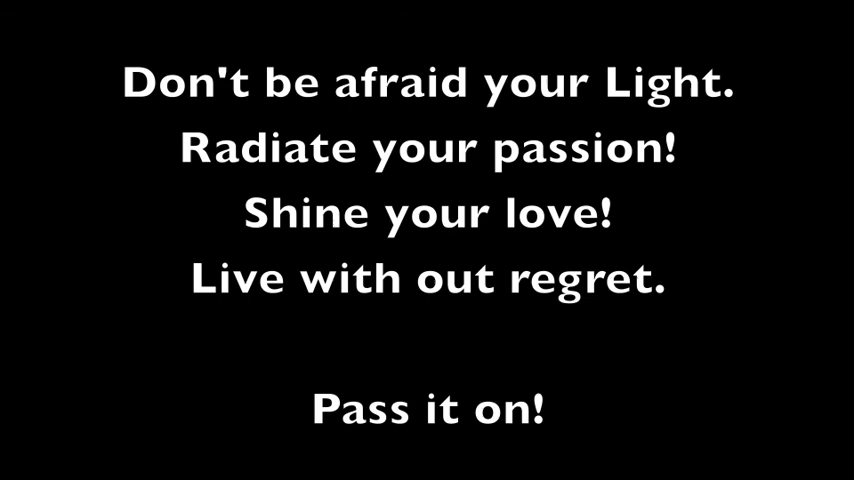 Don't be afraid your Light.
Radiate your passion!
Shine your love!
Live with out regret.
Pass it on!